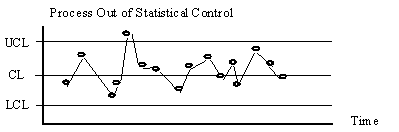 Process Out of Statistical Control
UCL
CL
LCL
Time